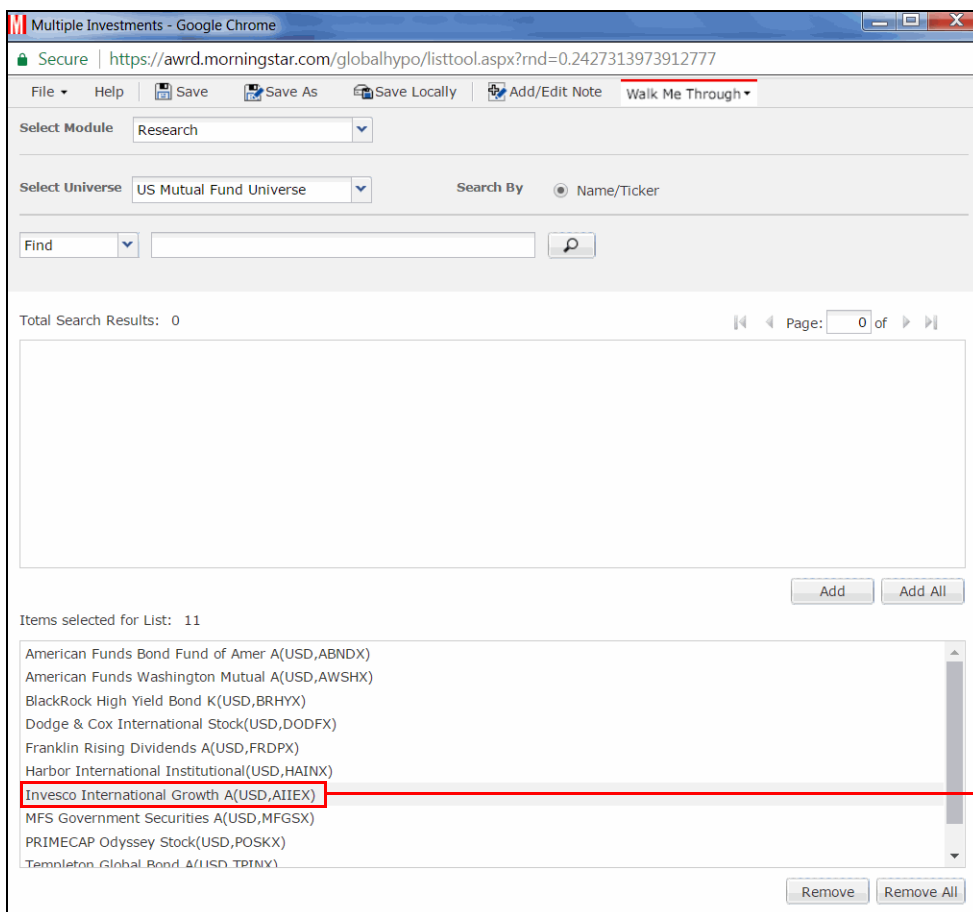 Multiple Investments - Google Chrome
Secure | https://awrd.morningstar.com/globalhypo/listtool.aspx?rnd=0.2427313973912777
File Help Save Save As Save Locally Add/Edit Note Walk Me Through
Select Module Research
Select Universe US Mutual Fund Universe Search By Name/Ticker
Find
Total Search Results: 0 Page: 0 of
Add Add All
Items selected for List: 11
American Funds Bond Fund of Amer A(USD,ABNDX)
American Funds Washington Mutual A(USD,AWSHX)
BlackRock High Yield Bond K(USD,BRHYX)
Dodge & Cox International Stock(USD,DODFX)
Franklin Rising Dividends A(USD,FRDPX)
Harbor International Institutional(USD,HAINX)
Invesco International Growth A(USD,AIIEX)
MFS Government Securities A(USD,MFGSX)
PRIMECAP Odyssey Stock(USD,POSKX)
Templeton Global Bond A(USD,TPINX)
Remove Remove All